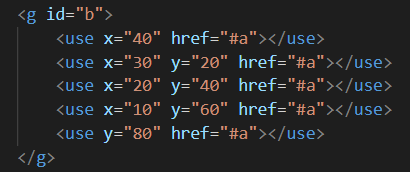 <g id="b">
<use x="40" href="#a"></use>
<use x="30" y="20" href="#a"></use>
<use x="20" y="40" href="#a"></use>
<use x="10" y="60" href="#a"></use>
<use y="80" href="#a"></use>
</g>